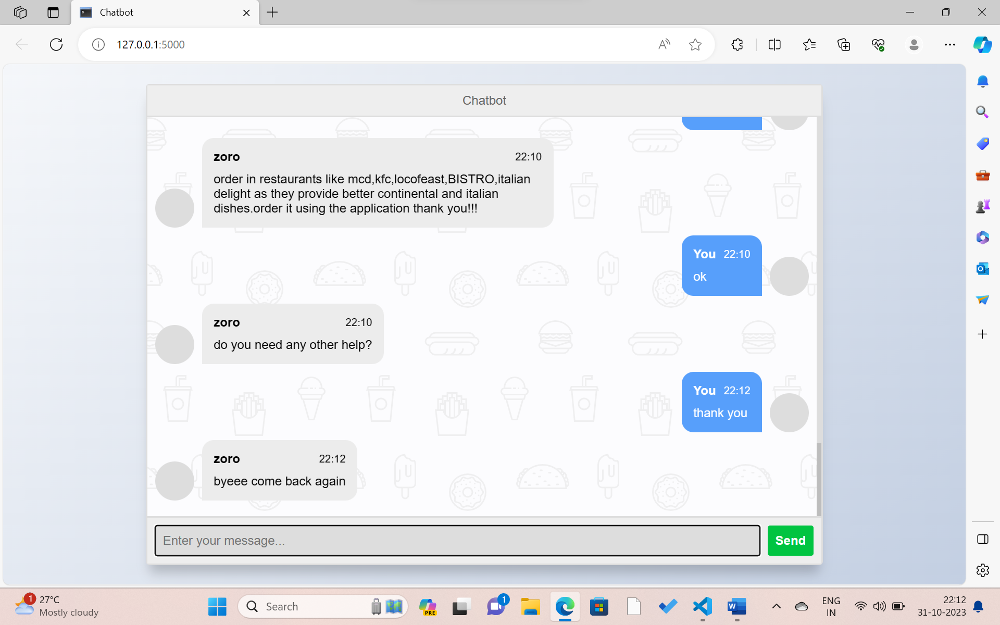 Chatbot
127.0.0.1:5000
Chatbot
zoro 22:10
order in restaurants like mcd,kfc,locofeast,BISTRO,italian
delight as they provide better continental and italian
dishes.order it using the application thank you!!!
You 22:10
ok
zoro 22:10
do you need any other help?
You 22:12
thank you
zoro 22:12
byeee come back again
Enter your message...
Send
1
27°C
Mostly cloudy
Search
PRE
1
W
ENG
IN
22:12
31-10-2023